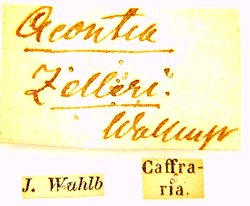 Acontia
Zelleri.
Wallengr
J. Wahlb
Caffra-
ria.